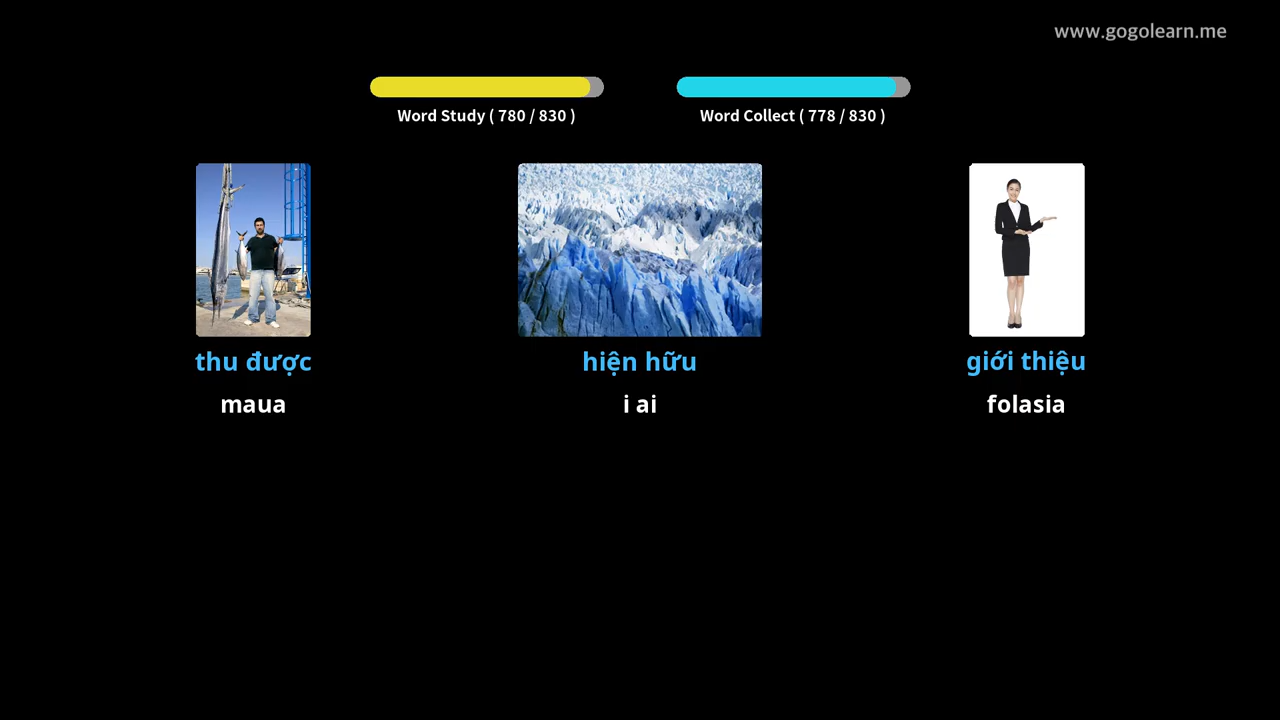 www.gogolearn.me
Word Study ( 780 / 830 )
Word Collect ( 778 / 830 )
thu được
hiện hữu
giới thiệu
maua
i ai
folasia